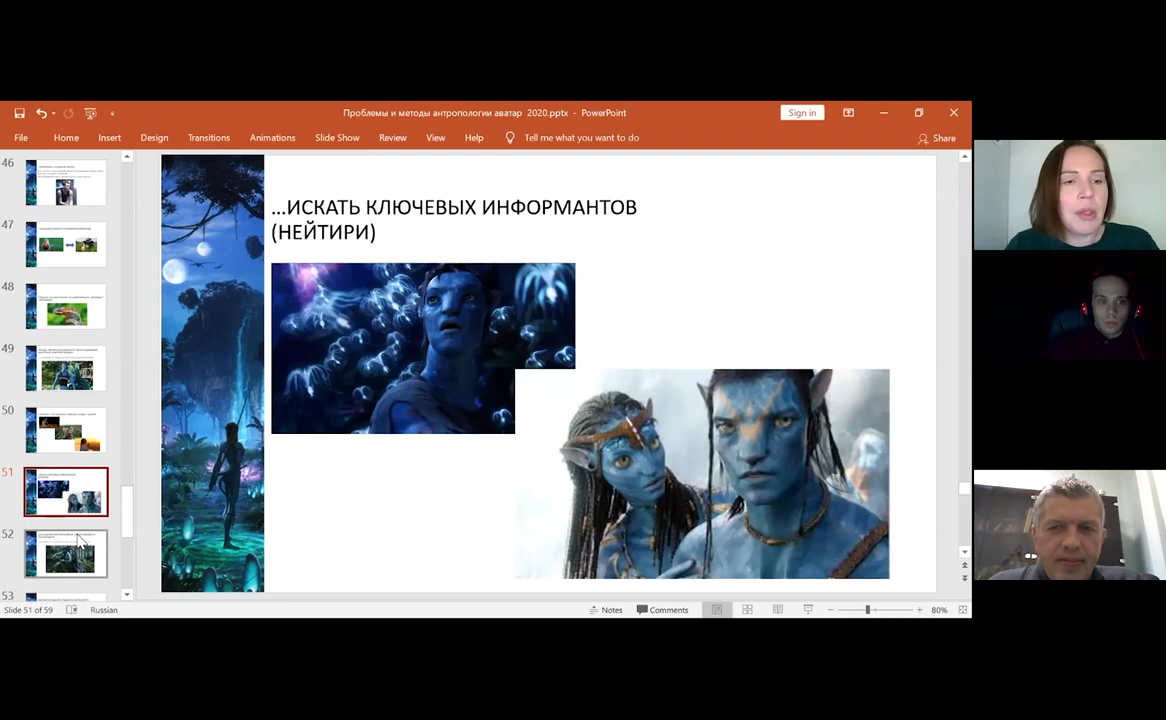 Проблемы и методы антропологии аватар 2020.pptx - PowerPoint
Sign in
File Home Insert Design Transitions Animations Slide Show Review View Help Tell me what you want to do
Share
46
47
48
49
50
51
52
53
...ИСКАТЬ КЛЮЧЕВЫХ ИНФОРМАНТОВ
(НЕЙТИРИ)
Slide 51 of 59 Russian Notes Comments 80%